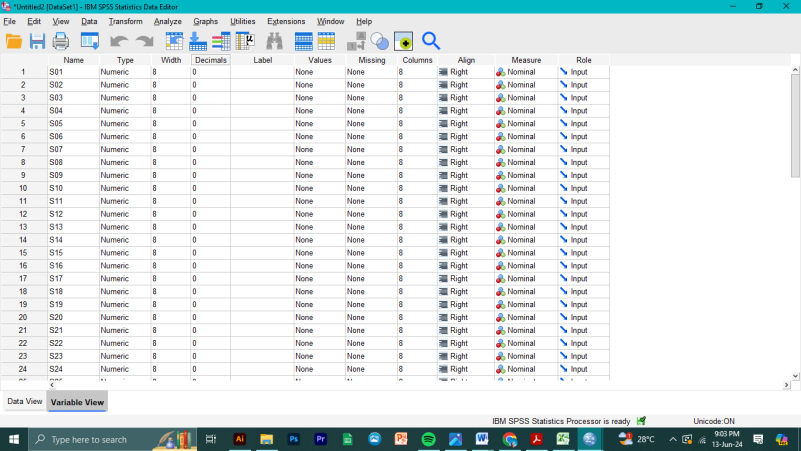 *Untitled2 [DataSet1] - IBM SPSS Statistics Data Editor
File Edit View Data Transform Analyze Graphs Utilities Extensions Window Help
Name Type Width Decimals Label Values Missing Columns Align Measure Role
1 S01 Numeric 8 0 None None 8 Right Nominal Input
2 S02 Numeric 8 0 None None 8 Right Nominal Input
3 S03 Numeric 8 0 None None 8 Right Nominal Input
4 S04 Numeric 8 0 None None 8 Right Nominal Input
5 S05 Numeric 8 0 None None 8 Right Nominal Input
6 S06 Numeric 8 0 None None 8 Right Nominal Input
7 S07 Numeric 8 0 None None 8 Right Nominal Input
8 S08 Numeric 8 0 None None 8 Right Nominal Input
9 S09 Numeric 8 0 None None 8 Right Nominal Input
10 S10 Numeric 8 0 None None 8 Right Nominal Input
11 S11 Numeric 8 0 None None 8 Right Nominal Input
12 S12 Numeric 8 0 None None 8 Right Nominal Input
13 S13 Numeric 8 0 None None 8 Right Nominal Input
14 S14 Numeric 8 0 None None 8 Right Nominal Input
15 S15 Numeric 8 0 None None 8 Right Nominal Input
16 S16 Numeric 8 0 None None 8 Right Nominal Input
17 S17 Numeric 8 0 None None 8 Right Nominal Input
18 S18 Numeric 8 0 None None 8 Right Nominal Input
19 S19 Numeric 8 0 None None 8 Right Nominal Input
20 S20 Numeric 8 0 None None 8 Right Nominal Input
21 S21 Numeric 8 0 None None 8 Right Nominal Input
22 S22 Numeric 8 0 None None 8 Right Nominal Input
23 S23 Numeric 8 0 None None 8 Right Nominal Input
24 S24 Numeric 8 0 None None 8 Right Nominal Input
Data View Variable View
IBM SPSS Statistics Processor is ready Unicode:ON
Type here to search Ai Ps Pr 28°C 9:03 PM
13-Jun-24